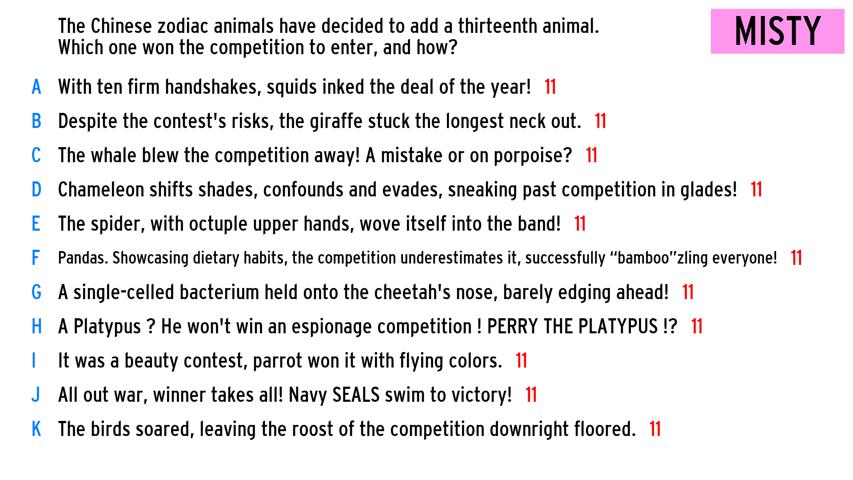 The Chinese zodiac animals have decided to add a thirteenth animal.
Which one won the competition to enter, and how?
MISTY
A With ten firm handshakes, squids inked the deal of the year! 11
B Despite the contest's risks, the giraffe stuck the longest neck out. 11
C The whale blew the competition away! A mistake or on porpoise? 11
D Chameleon shifts shades, confounds and evades, sneaking past competition in glades! 11
E The spider, with octuple upper hands, wove itself into the band! 11
F Pandas. Showcasing dietary habits, the competition underestimates it, successfully “bamboo”zling everyone! 11
G A single-celled bacterium held onto the cheetah's nose, barely edging ahead! 11
H A Platypus ? He won't win an espionage competition ! PERRY THE PLATYPUS !? 11
I It was a beauty contest, parrot won it with flying colors. 11
J All out war, winner takes all! Navy SEALS swim to victory! 11
K The birds soared, leaving the roost of the competition downright floored. 11